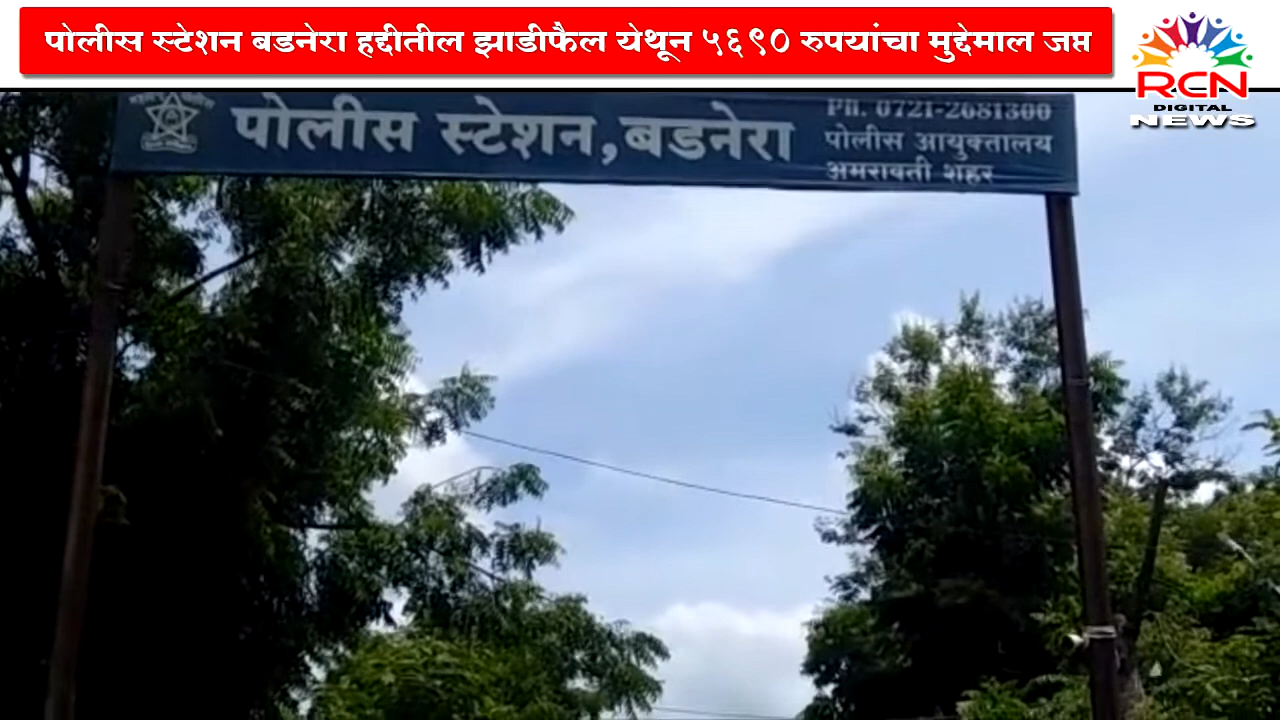 पोलीस स्टेशन बडनेरा हद्दीतील झाडीफैल येथून ५६९० रुपयांचा मुद्देमाल जप्त
RCN
DIGITAL
NEWS
पोलीस स्टेशन,बडनेरा
Ph. 0721-2681300
पोलीस आयुक्तालय
अमरावती शहर